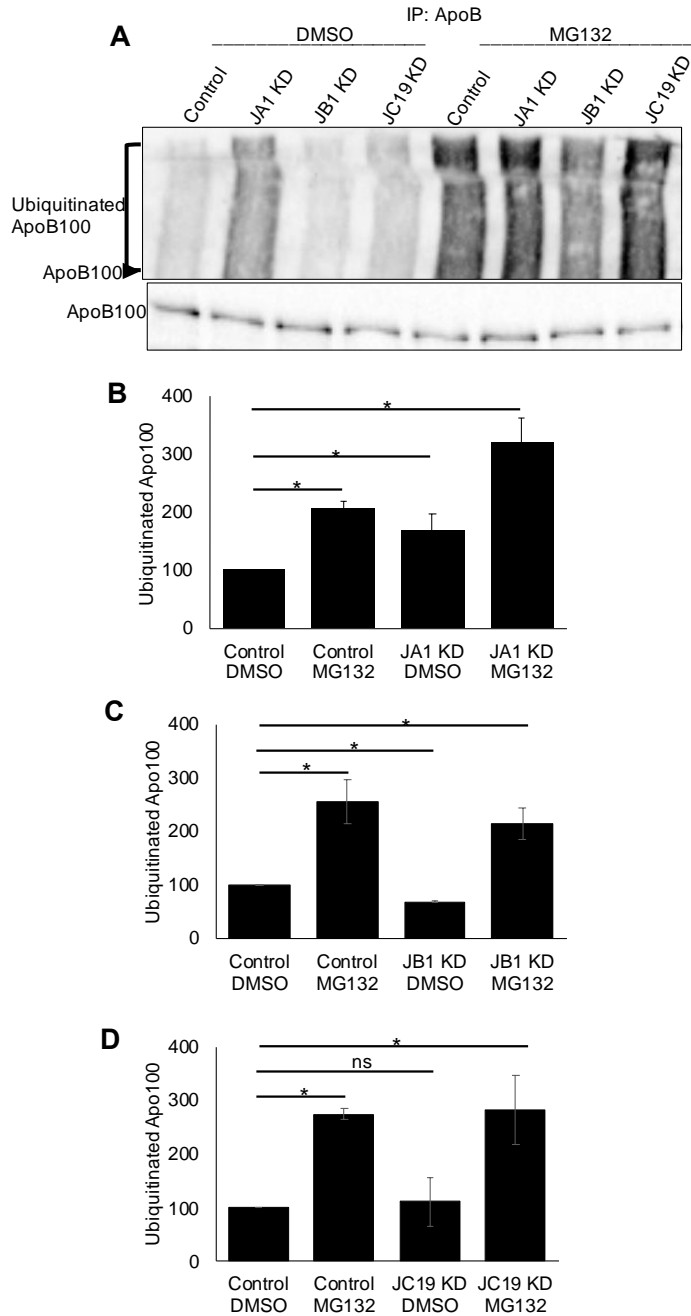 IP: ApoB
A
DMSO
MG132
Control
JA1 KD
JB1 KD
JC19 KD
Control
JA1 KD
JB1 KD
JC19 KD
Ubiquitinated
ApoB100
ApoB100
ApoB100
B
Ubiquitinated Apo100
400
300
200
100
0
*
*
*
Control
DMSO
Control
MG132
JA1 KD
DMSO
JA1 KD
MG132
C
Ubiquitinated Apo100
400
300
200
100
0
*
*
*
Control
DMSO
Control
MG132
JB1 KD
DMSO
JB1 KD
MG132
D
Ubiquitinated Apo100
400
300
200
100
0
*
ns
*
Control
DMSO
Control
MG132
JC19 KD
DMSO
JC19 KD
MG132